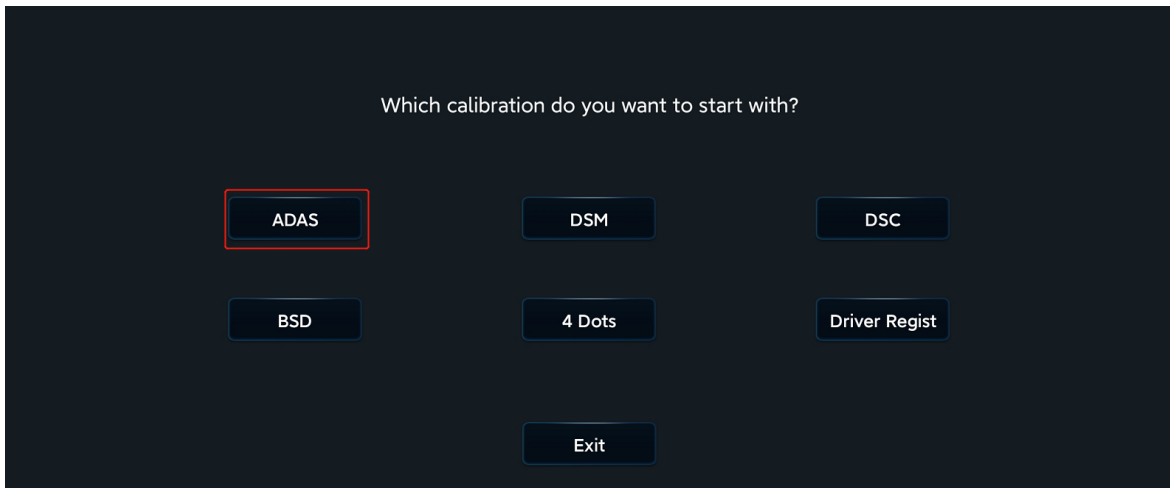 Which calibration do you want to start with?
ADAS
DSM
DSC
BSD
4 Dots
Driver Regist
Exit